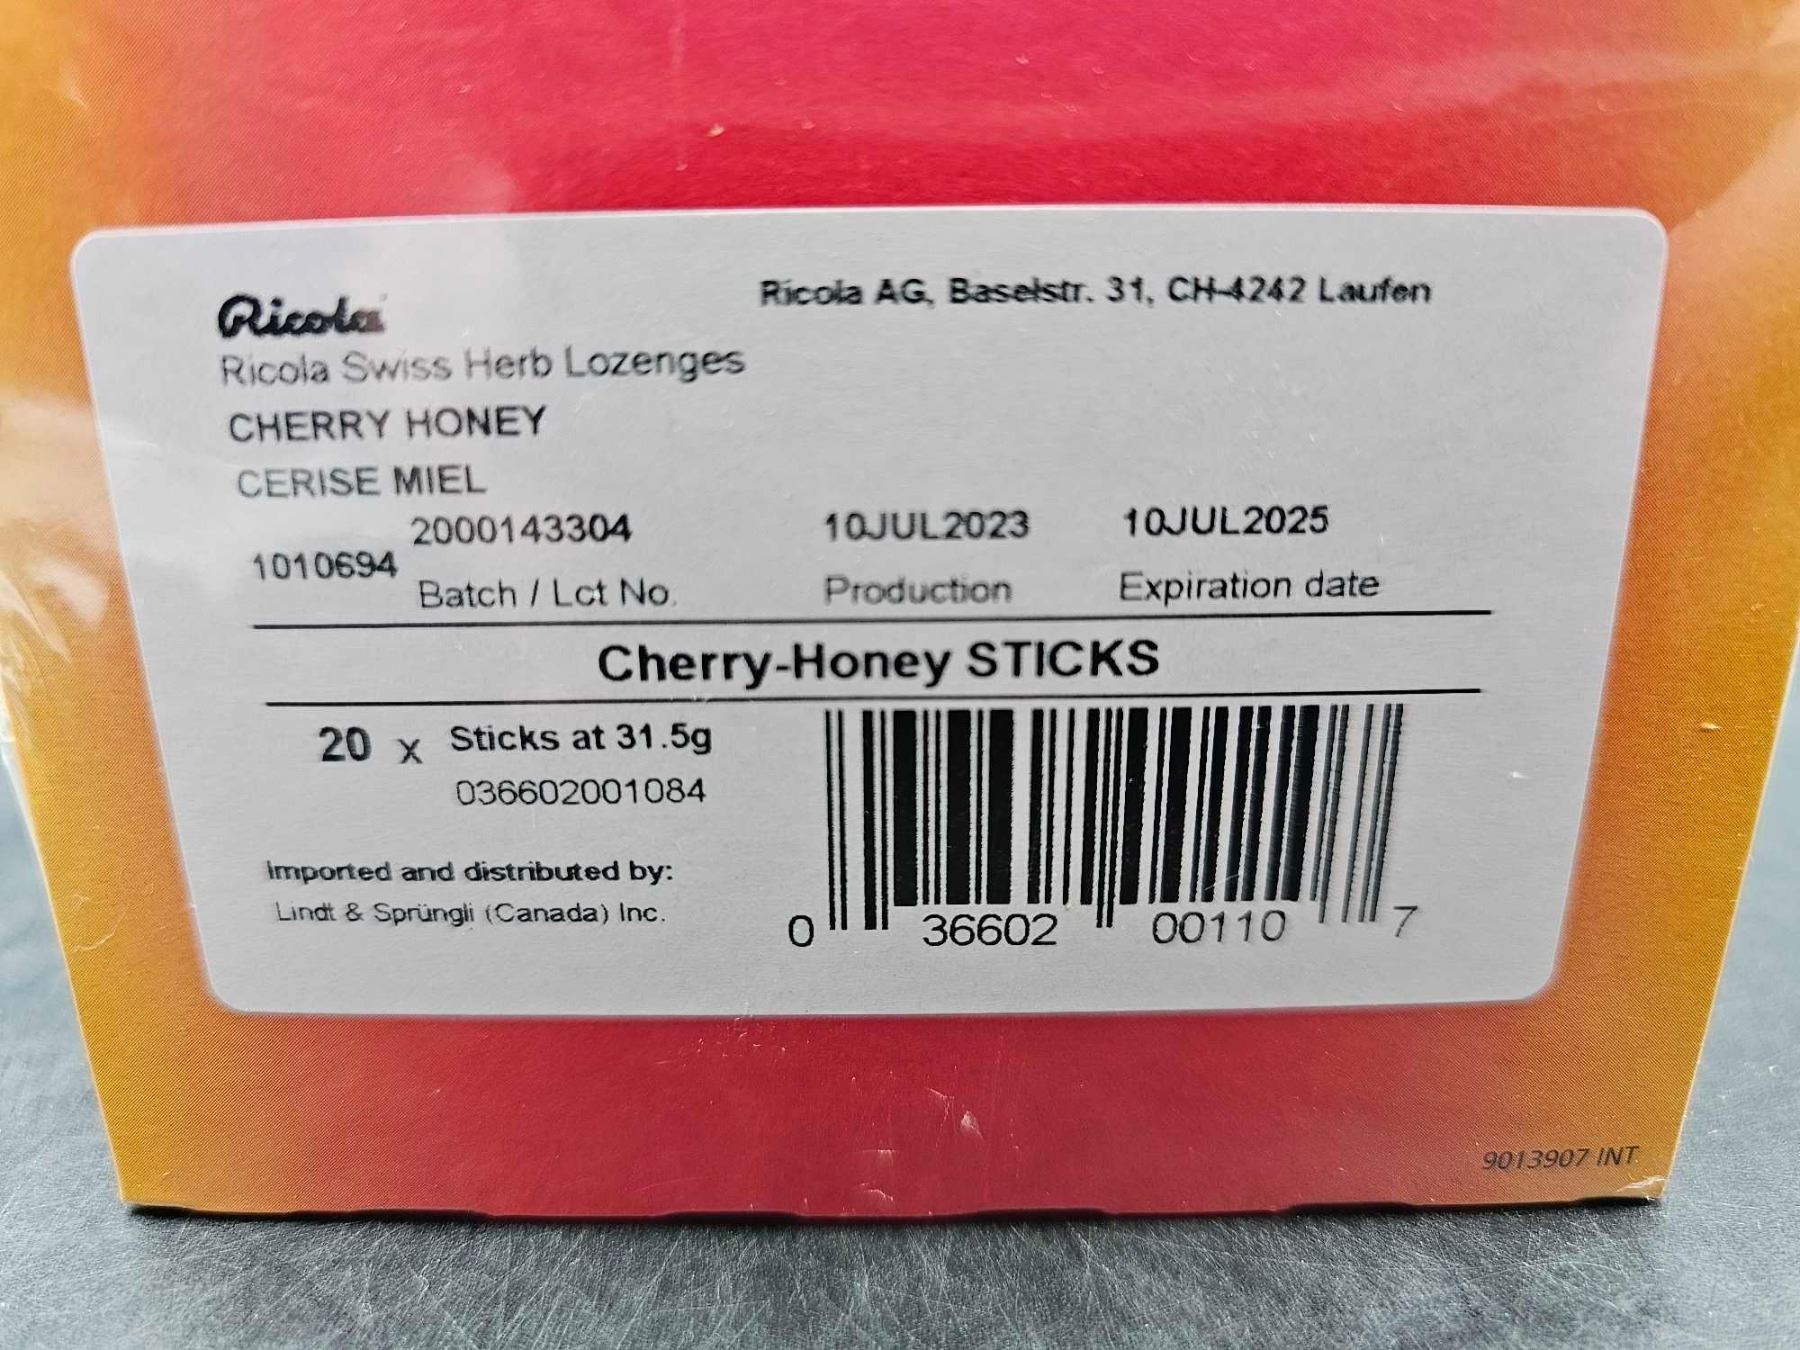 Ricola
Ricola AG, Baselstr. 31, CH-4242 Laufen
Ricola Swiss Herb Lozenges
CHERRY HONEY
CERISE MIEL
2000143304 10JUL2023 10JUL2025
1010694
Batch / Lot No. Production Expiration date
Cherry-Honey STICKS
20 x Sticks at 31.5g
036602001084
Imported and distributed by:
Lindt & Sprüngli (Canada) Inc.
0 36602 00110 7
9013907 INT